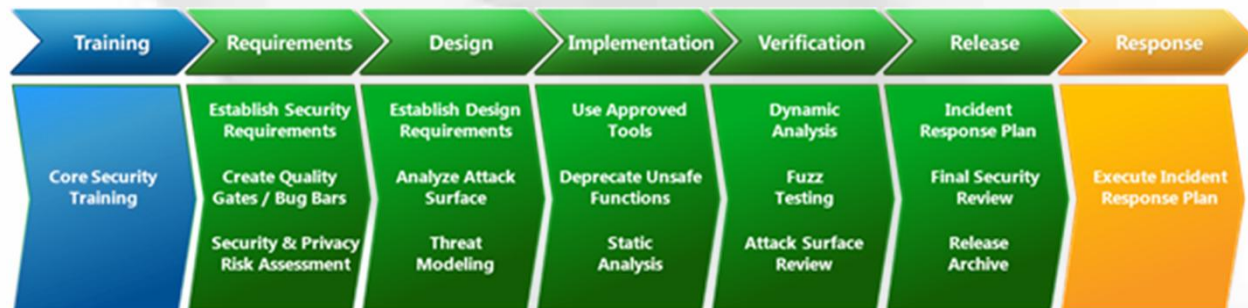 Training
Requirements
Design
Implementation
Verification
Release
Response
Core Security
Training
Establish Security
Requirements
Create Quality
Gates / Bug Bars
Security & Privacy
Risk Assessment
Establish Design
Requirements
Analyze Attack
Surface
Threat
Modeling
Use Approved
Tools
Deprecate Unsafe
Functions
Static
Analysis
Dynamic
Analysis
Fuzz
Testing
Attack Surface
Review
Incident
Response Plan
Final Security
Review
Release
Archive
Execute Incident
Response Plan